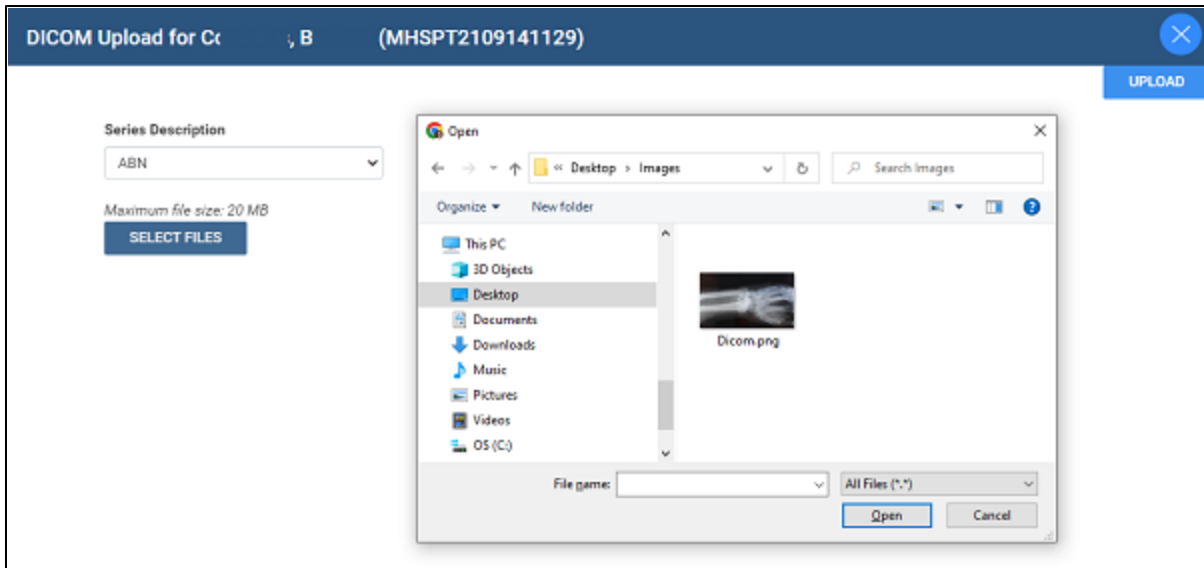 DICOM Upload for Co , B (MHSPT2109141129)
UPLOAD
Series Description
ABN
Maximum file size: 20 MB
SELECT FILES
Open
« Desktop › Images
Search Images
Organize
New folder
This PC
3D Objects
Desktop
Documents
Downloads
Music
Pictures
Videos
OS (C:)
Dicom.png
File name:
All Files (*.*)
Open
Cancel